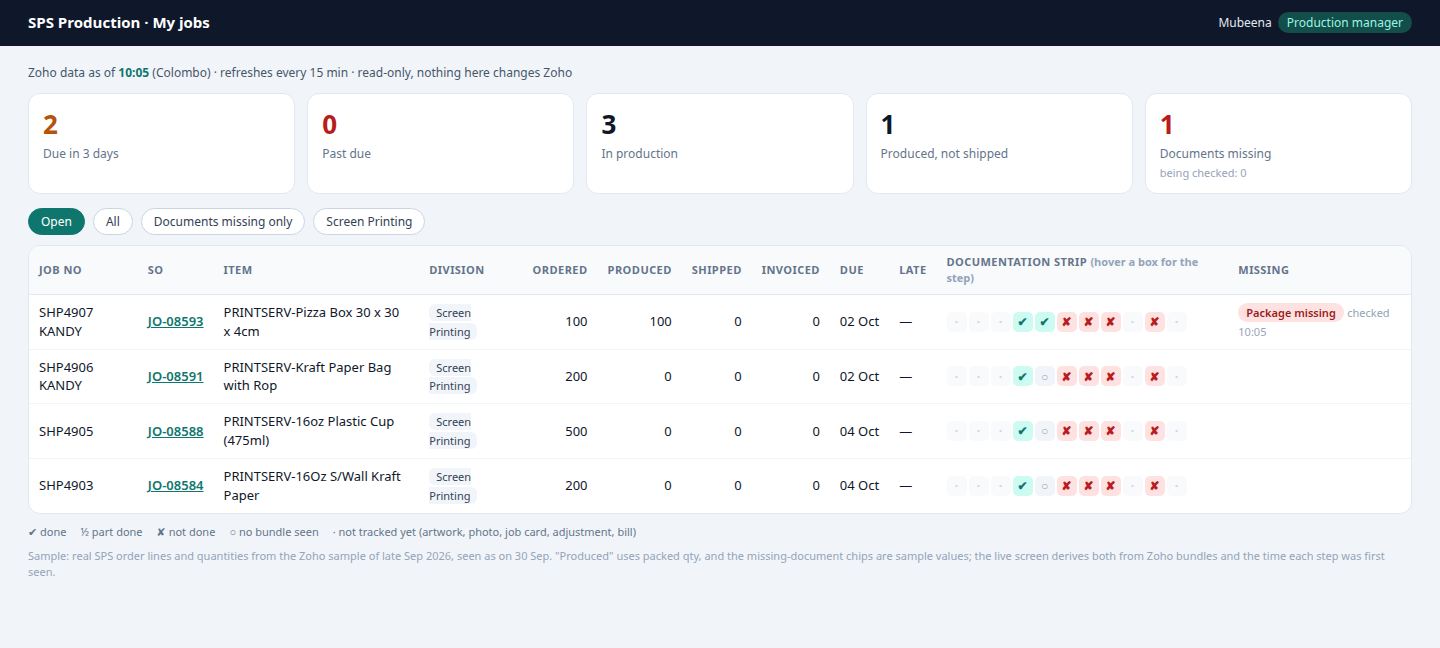 SPS Production · My jobs
Mubeena Production manager
Zoho data as of 10:05 (Colombo) · refreshes every 15 min · read-only, nothing here changes Zoho
2
Due in 3 days
0
Past due
3
In production
1
Produced, not shipped
1
Documents missing
being checked: 0
Open All Documents missing only Screen Printing
JOB NO SO ITEM DIVISION ORDERED PRODUCED SHIPPED INVOICED DUE LATE DOCUMENTATION STRIP (hover a box for the step) MISSING
SHP4907 KANDY JO-08593 PRINTSERV-Pizza Box 30 x 30 x 4cm Screen Printing 100 100 0 0 02 Oct — · · · ✔ ✔ ✘ ✘ ✘ · ✘ · Package missing checked 10:05
SHP4906 KANDY JO-08591 PRINTSERV-Kraft Paper Bag with Rop Screen Printing 200 0 0 0 02 Oct — · · · ✔ ○ ✘ ✘ ✘ · ✘ ·
SHP4905 JO-08588 PRINTSERV-16oz Plastic Cup (475ml) Screen Printing 500 0 0 0 04 Oct — · · · ✔ ○ ✘ ✘ ✘ · ✘ ·
SHP4903 JO-08584 PRINTSERV-16Oz S/Wall Kraft Paper Screen Printing 200 0 0 0 04 Oct — · · · ✔ ○ ✘ ✘ ✘ · ✘ ·
✔ done ½ part done ✘ not done ○ no bundle seen · not tracked yet (artwork, photo, job card, adjustment, bill)
Sample: real SPS order lines and quantities from the Zoho sample of late Sep 2026, seen as on 30 Sep. "Produced" uses packed qty, and the missing-document chips are sample values; the live screen derives both from Zoho bundles and the time each step was first
seen.